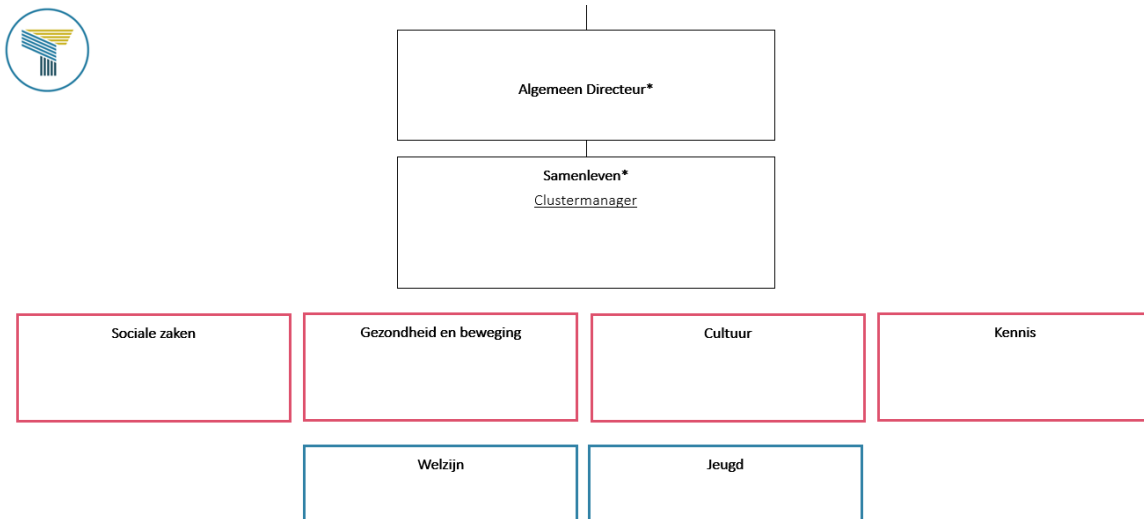 Algemeen Directeur*
Samenleven*
Clustermanager
Sociale zaken
Gezondheid en beweging
Cultuur
Kennis
Welzijn
Jeugd